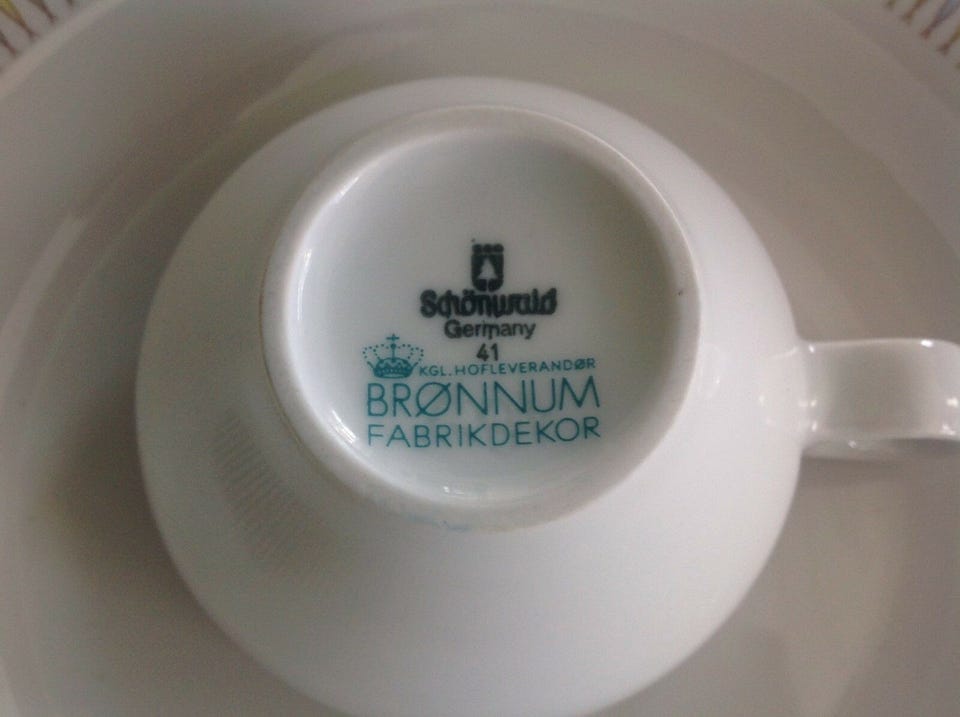 Schönwald
Germany
41
KGL. HOFLEVERANDØR
BRØNNUM
FABRIKDEKOR